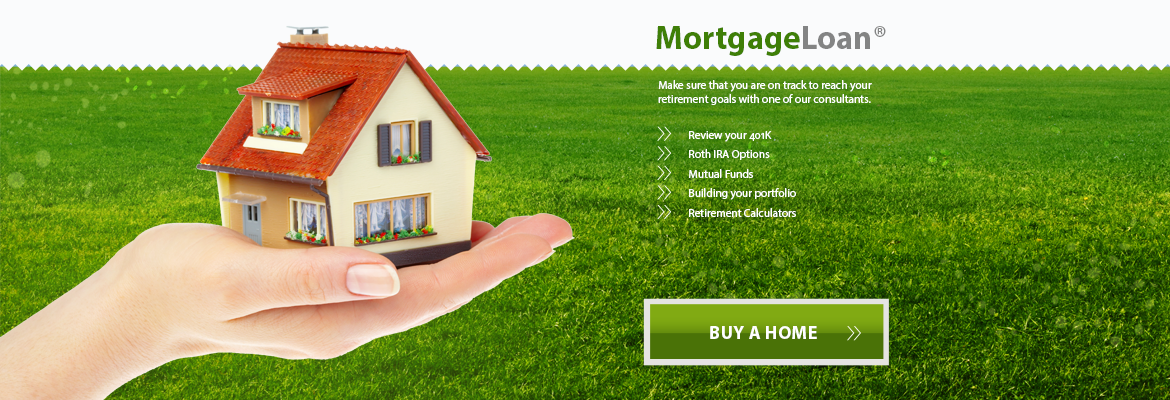 MortgageLoan®
Make sure that you are on track to reach your
retirement goals with one of our consultants.
Review your 401K
Roth IRA Options
Mutual Funds
Building your portfolio
Retirement Calculators
BUY A HOME